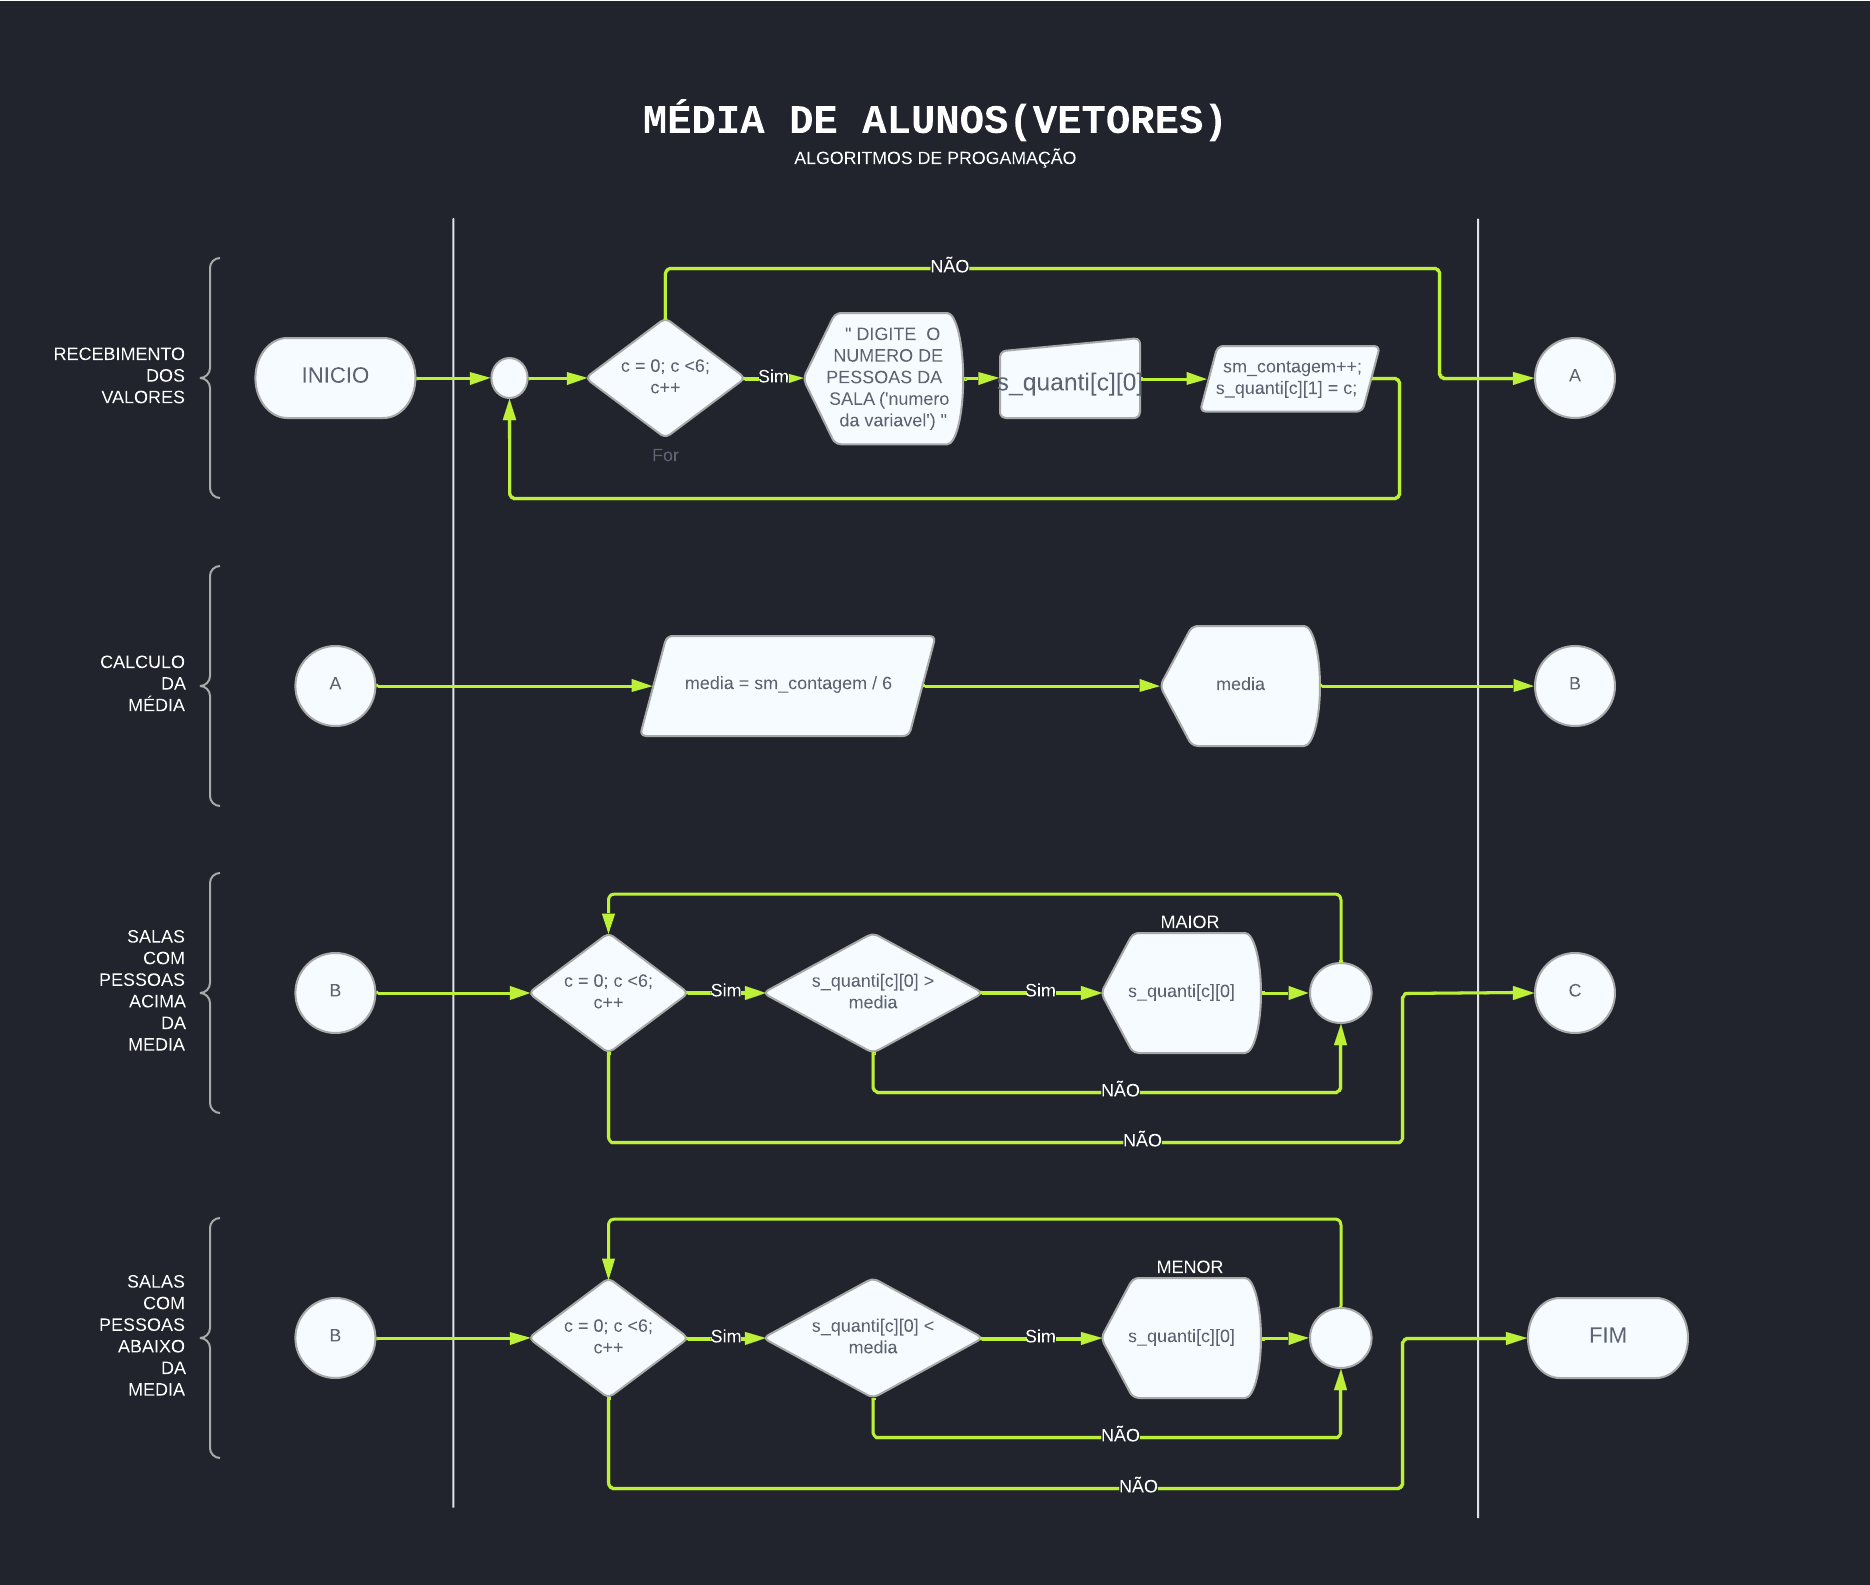 MÉDIA DE ALUNOS(VETORES)
ALGORITMOS DE PROGAMAÇÃO
RECEBIMENTO
DOS
VALORES
INICIO
NÃO
c = 0; c <6;
c++
For
Sim
" DIGITE  O
NUMERO DE
PESSOAS DA
SALA ('numero
da variavel') "
s_quanti[c][0]
sm_contagem++;
s_quanti[c][1] = c;
A
CALCULO
DA
MÉDIA
A
media = sm_contagem / 6
media
B
SALAS
COM
PESSOAS
ACIMA
DA
MEDIA
B
c = 0; c <6;
c++
Sim
s_quanti[c][0] >
media
Sim
MAIOR
s_quanti[c][0]
NÃO
NÃO
C
SALAS
COM
PESSOAS
ABAIXO
DA
MEDIA
B
c = 0; c <6;
c++
Sim
s_quanti[c][0] <
media
Sim
MENOR
s_quanti[c][0]
NÃO
NÃO
FIM